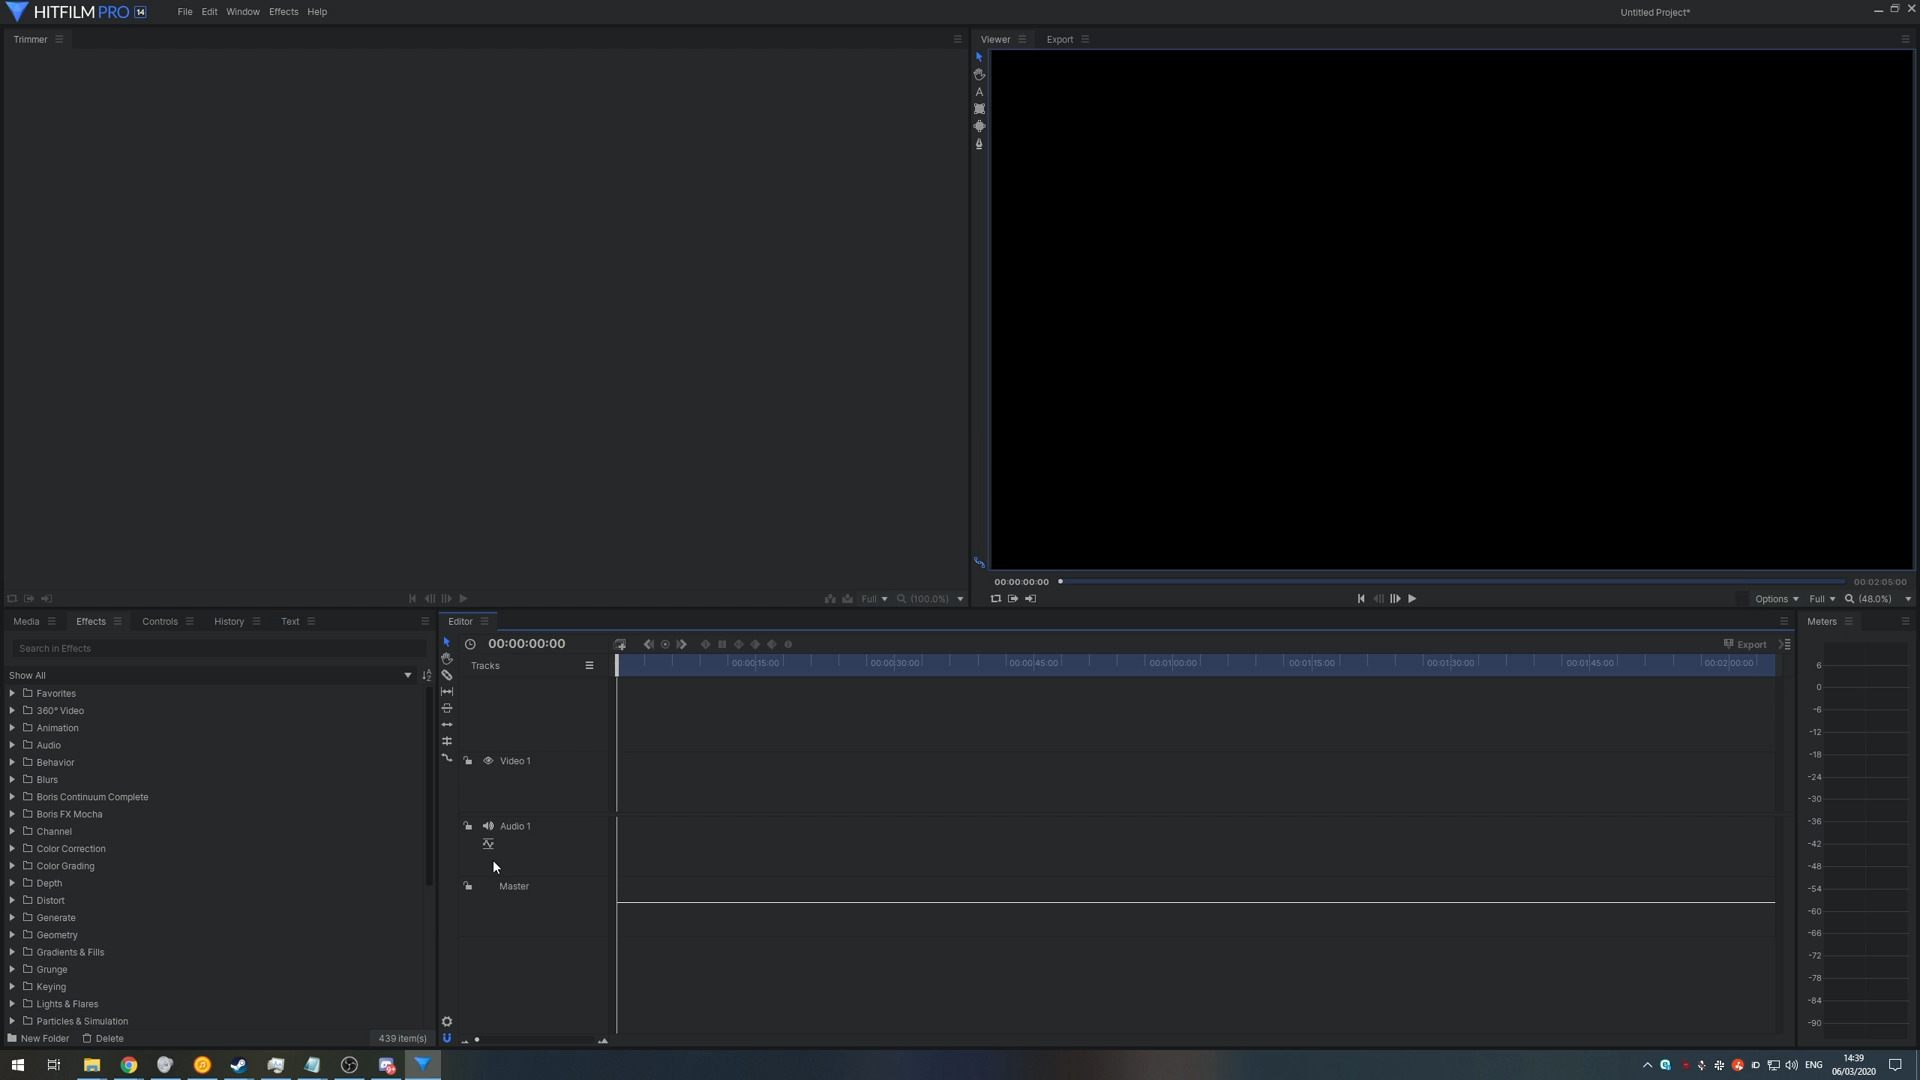 HITFILM PRO 14 File Edit Window Effects Help Untitled Project*
Trimmer
Viewer Export
A
Full (100.0%)
00:00:00:00 00:02:05:00
Options Full (48.0%)
Media Effects Controls History Text
Search in Effects
Show All
Favorites
360° Video
Animation
Audio
Behavior
Blurs
Boris Continuum Complete
Boris FX Mocha
Channel
Color Correction
Color Grading
Depth
Distort
Generate
Geometry
Gradients & Fills
Grunge
Keying
Lights & Flares
Particles & Simulation
New Folder Delete 439 item(s)
Editor
00:00:00:00 Export
Tracks 00:00:15:00 00:00:30:00 00:00:45:00 00:01:00:00 00:01:15:00 00:01:30:00 00:01:45:00 00:02:00:00
Video 1
Audio 1
Master
Meters
6
0
-6
-12
-18
-24
-30
-36
-42
-48
-54
-60
-66
-72
-78
-84
-90
ENG 14:39
06/03/2020